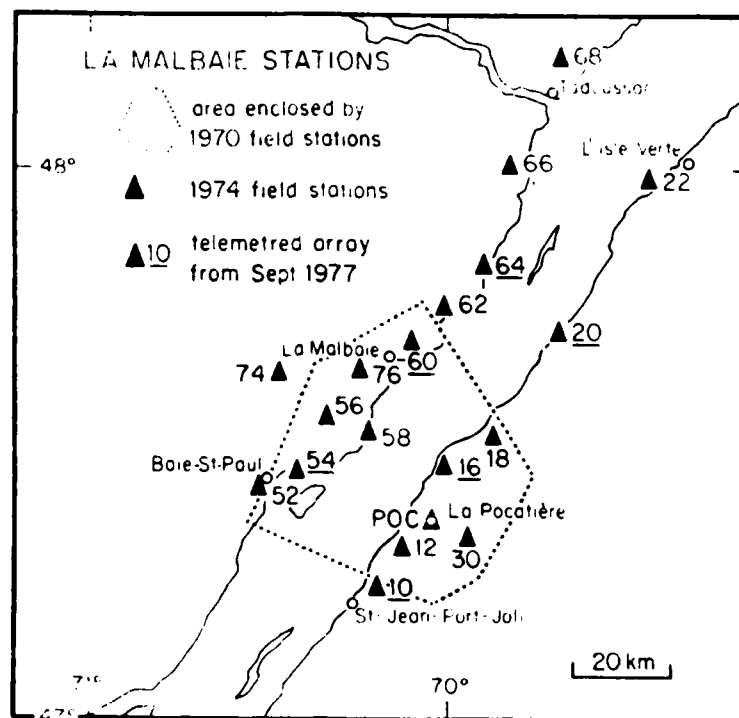 LA MALBAIE STATIONS
area enclosed by
1970 field stations
1974 field stations
10 telemetred array
from Sept 1977
68
48°
66
L'Isle Verte
22
64
62
20
La Malbaie
60
74
76
56
58
18
Baie-St-Paul
54
16
52
POC
La Pocatière
12
30
10
St-Jean-Port-Joli
20 km
71°
70°
47°